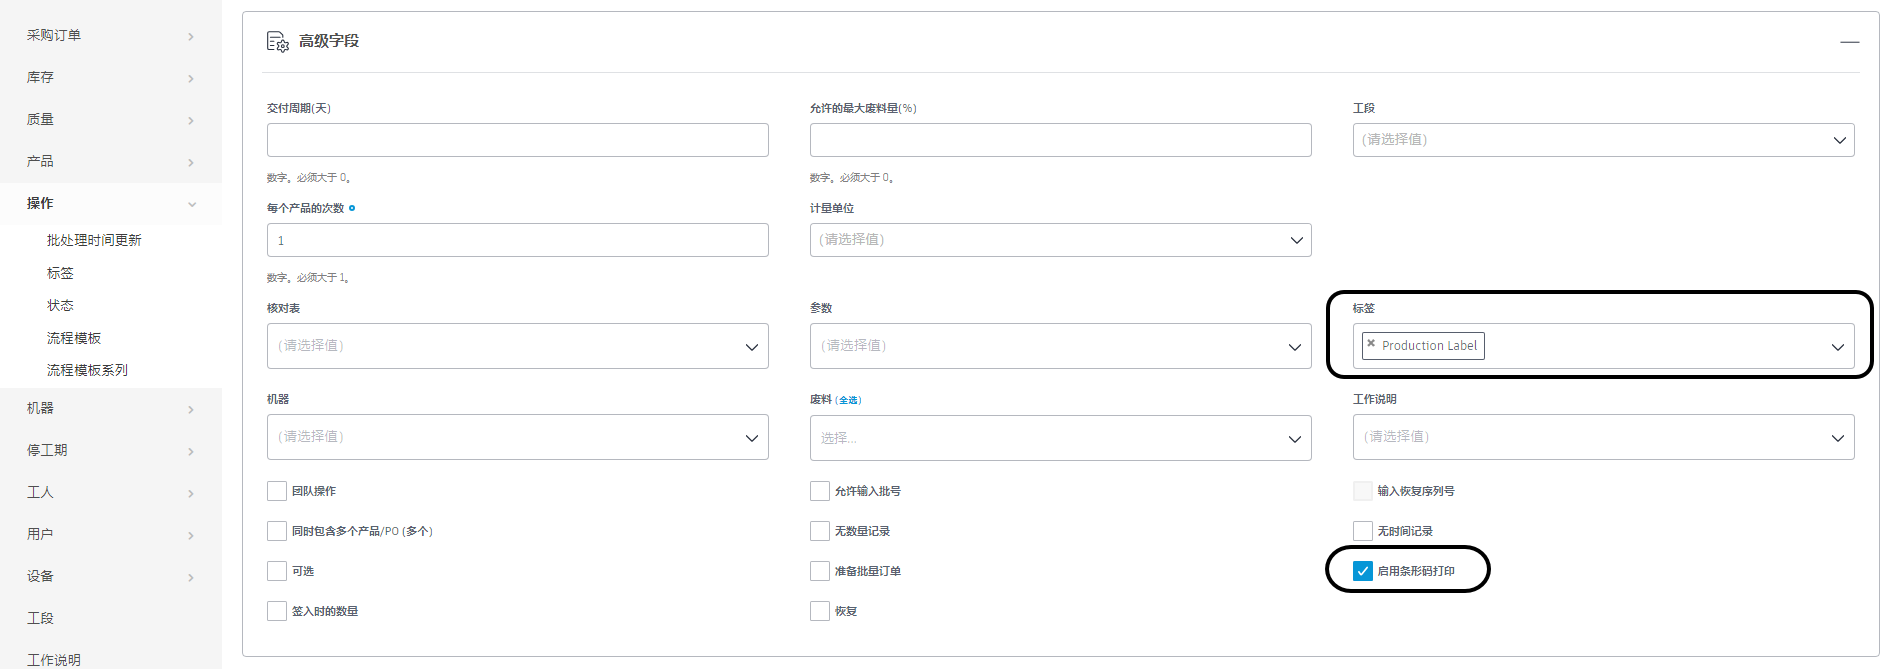 采购订单
库存
质量
产品
操作
批处理时间更新
标签
状态
流程模板
流程模板系列
机器
停工期
工人
用户
设备
工段
工作说明
高级字段
交付周期(天)
允许的最大废料量(%)
工段
(请选择值)
数字。必须大于 0。
数字。必须大于 0。
每个产品的次数
计量单位
1
(请选择值)
数字。必须大于 1。
核对表
参数
标签
(请选择值)
(请选择值)
× Production Label
机器
废料 (全选)
工作说明
(请选择值)
选择...
(请选择值)
团队操作
允许输入批号
输入恢复序列号
同时包含多个产品/PO (多个)
无数量记录
无时间记录
可选
准备批量订单
启用条形码打印
签入时的数量
恢复